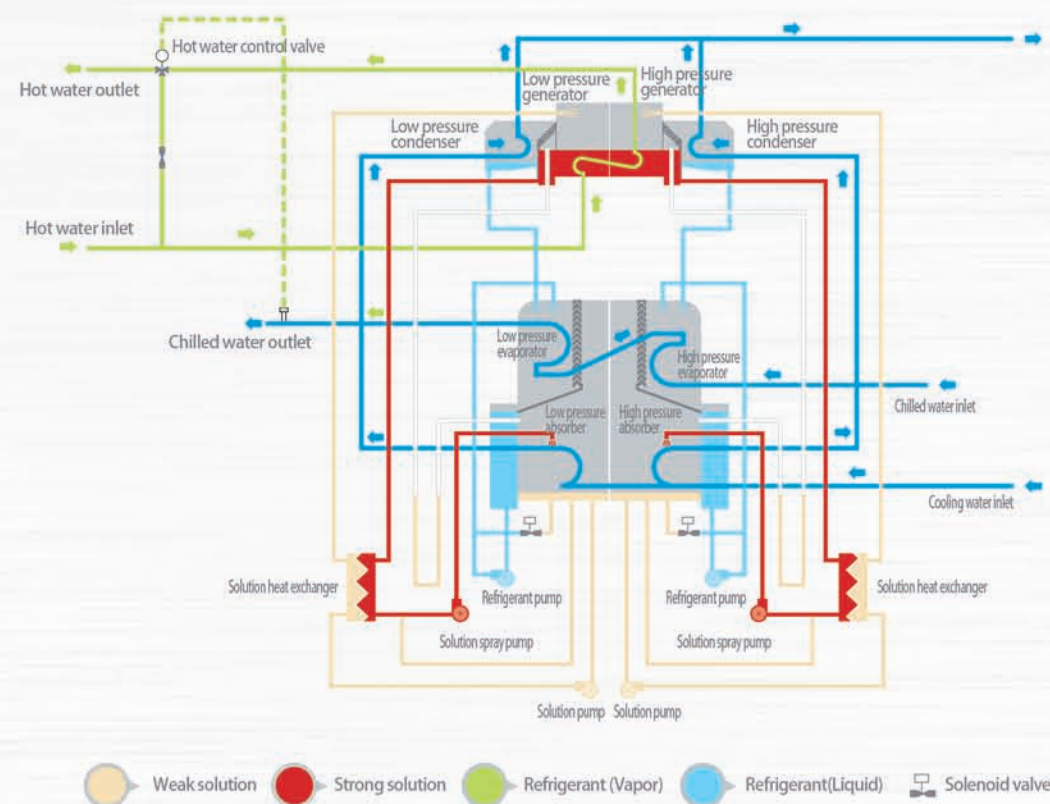 Hot water control valve
Hot water outlet
Low pressure
generator
High pressure
generator
Low pressure
condenser
High pressure
condenser
Hot water inlet
Chilled water outlet
Low pressure
evaporator
High pressure
evaporator
Chilled water inlet
Low pressure
absorber
High pressure
absorber
Cooling water inlet
Solution heat exchanger
Refrigerant pump
Refrigerant pump
Solution heat exchanger
Solution spray pump
Solution spray pump
Solution pump
Solution pump
Weak solution
Strong solution
Refrigerant (Vapor)
Refrigerant(Liquid)
Solenoid valve